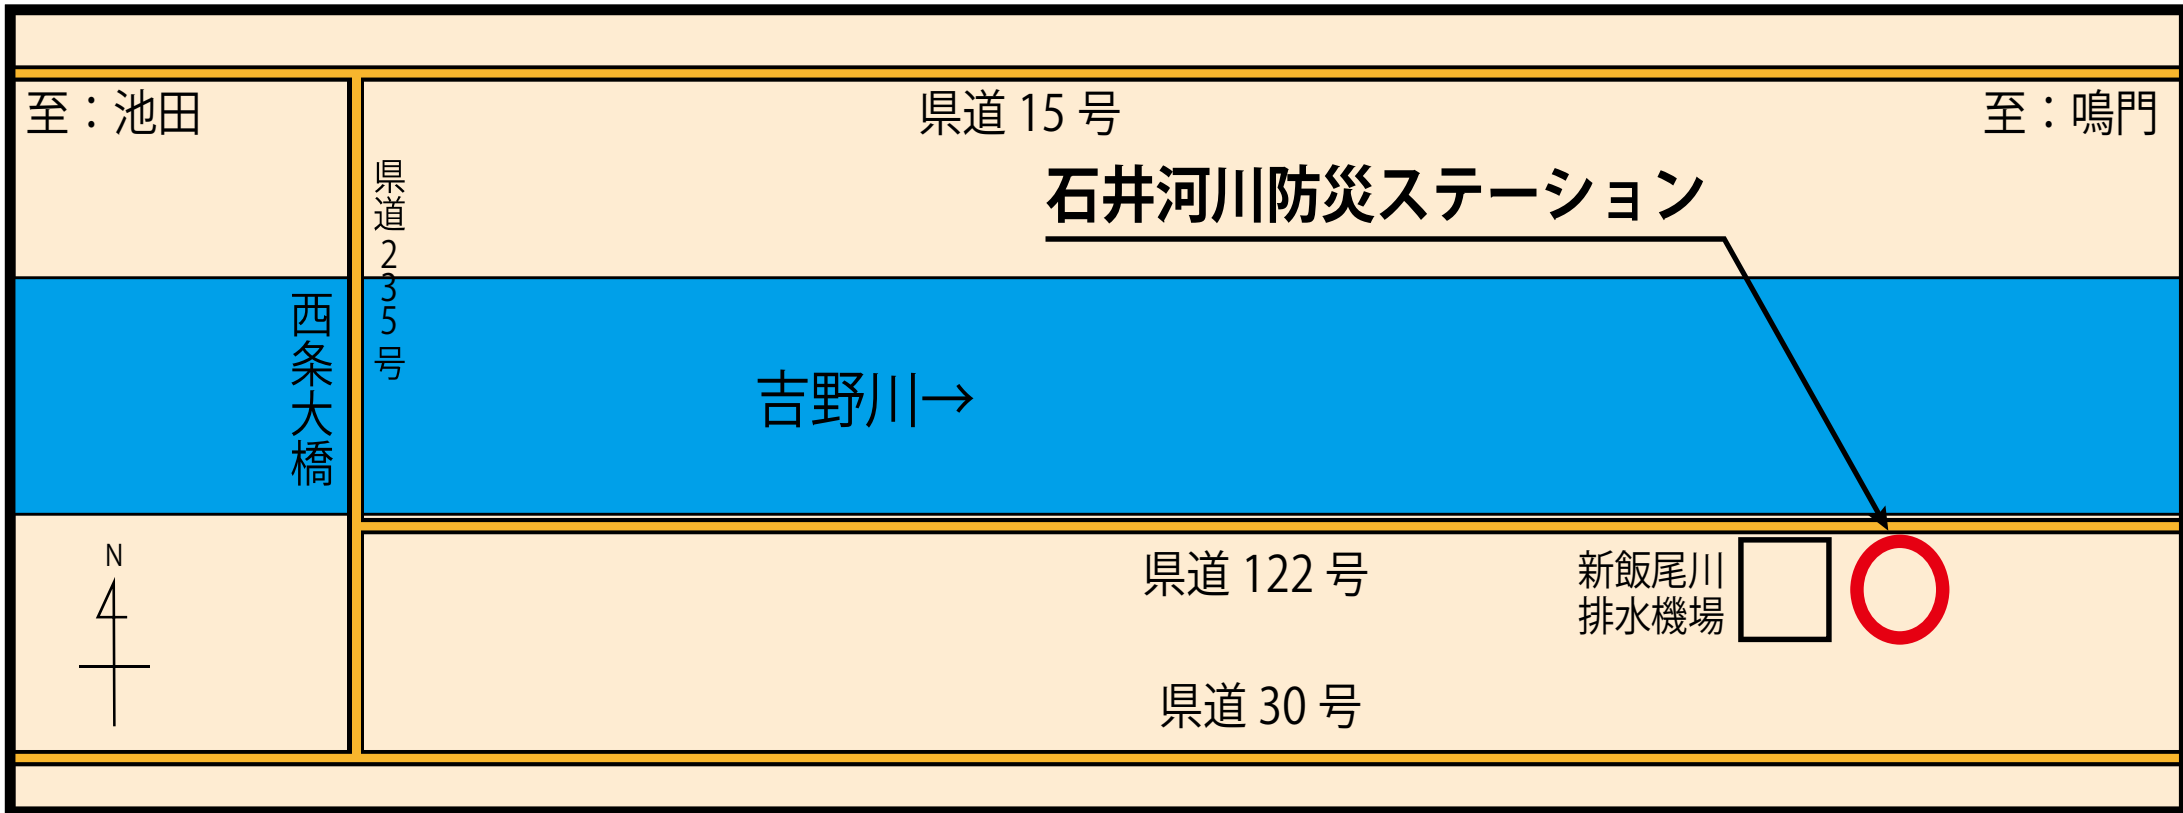 至：池田
県道 15 号
至：鳴門
県道235号
石井河川防災ステーション
西条大橋
吉野川→
N
県道 122 号
新飯尾川
排水機場
県道 30 号